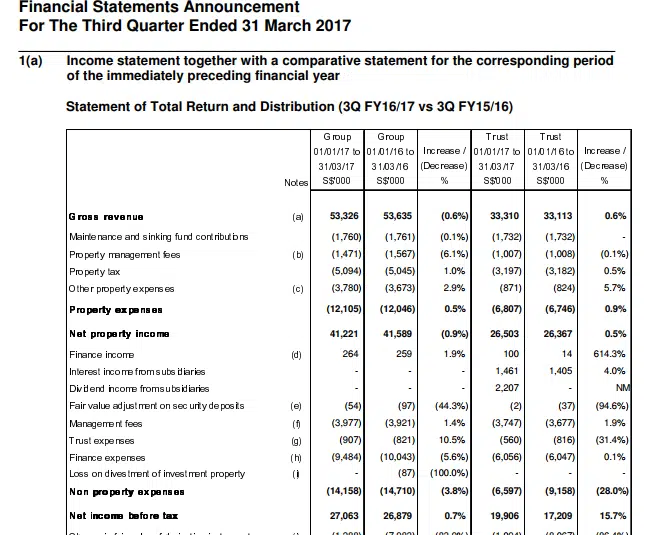 Financial Statements Announcement
For The Third Quarter Ended 31 March 2017
1(a) Income statement together with a comparative statement for the corresponding period
of the immediately preceding financial year
Statement of Total Return and Distribution (3Q FY16/17 vs 3Q FY15/16)
Group Group Trust Trust
01/01/17 to 01/01/16 to Increase / 01/01/17 to 01/01/16 to Increase /
31/03/17 31/03/16 (Decrease) 31/03/17 31/03/16 (Decrease)
Notes S$'000 S$'000 % S$'000 S$'000 %
Gross revenue (a) 53,326 53,635 (0.6%) 33,310 33,113 0.6%
Maintenance and sinking fund contributions (1,760) (1,761) (0.1%) (1,732) (1,732) -
Property management fees (b) (1,471) (1,567) (6.1%) (1,007) (1,008) (0.1%)
Property tax (5,094) (5,045) 1.0% (3,197) (3,182) 0.5%
Other property expenses (c) (3,780) (3,673) 2.9% (871) (824) 5.7%
Property expenses (12,105) (12,046) 0.5% (6,807) (6,746) 0.9%
Net property income 41,221 41,589 (0.9%) 26,503 26,367 0.5%
Finance income (d) 264 259 1.9% 100 14 614.3%
Interest income from subsidiaries - - - 1,461 1,405 4.0%
Dividend income from subsidiaries - - - 2,207 - NM
Fair value adjustment on security deposits (e) (54) (97) (44.3%) (2) (37) (94.6%)
Management fees (f) (3,977) (3,921) 1.4% (3,747) (3,677) 1.9%
Trust expenses (g) (907) (821) 10.5% (560) (816) (31.4%)
Finance expenses (h) (9,484) (10,043) (5.6%) (6,056) (6,047) 0.1%
Loss on divestment of investment property (i) - (87) (100.0%) - - -
Non property expenses (14,158) (14,710) (3.8%) (6,597) (9,158) (28.0%)
Net income before tax 27,063 26,879 0.7% 19,906 17,209 15.7%